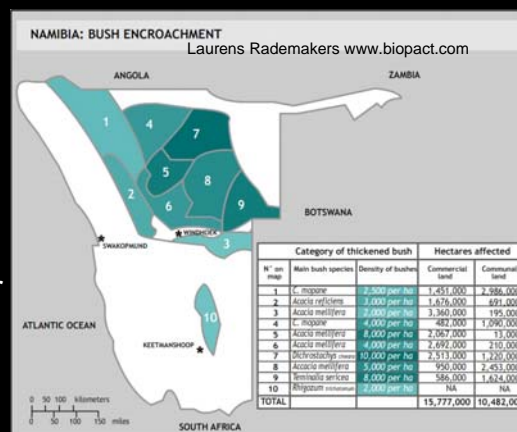 NAMIBIA: BUSH ENCROACHMENT
Laurens Rademakers www.biopact.com
ANGOLA
ZAMBIA
1
4
7
5
8
2
6
9
WINDHOEK
3
SWAKOPMUND
BOTSWANA
10
ATLANTIC OCEAN
KEETMANSHOOP
0 50 100 kilometers
0 50 100 150 miles
SOUTH AFRICA
Category of thickened bush Hectares affected
N° on map Main bush species Density of bushes Commercial land Communal land
1 C. mopane 2,500 per ha 1,451,000 2,986,000
2 Acacia reficiens 3,000 per ha 1,676,000 691,000
3 Acacia mellifera 2,000 per ha 3,360,000 195,000
4 C. mopane 4,000 per ha 482,000 1,090,000
5 Acacia mellifera 8,000 per ha 2,067,000 13,000
6 Acacia mellifera 4,000 per ha 2,692,000 210,000
7 Dichrostachys 10,000 per ha 2,513,000 1,220,000
8 Accacia mellifera 5,000 per ha 950,000 2,453,000
9 Teminalia sericea 8,000 per ha 586,000 1,624,000
10 Rhigozum 2,000 per ha NA NA
TOTAL 15,777,000 10,482,000